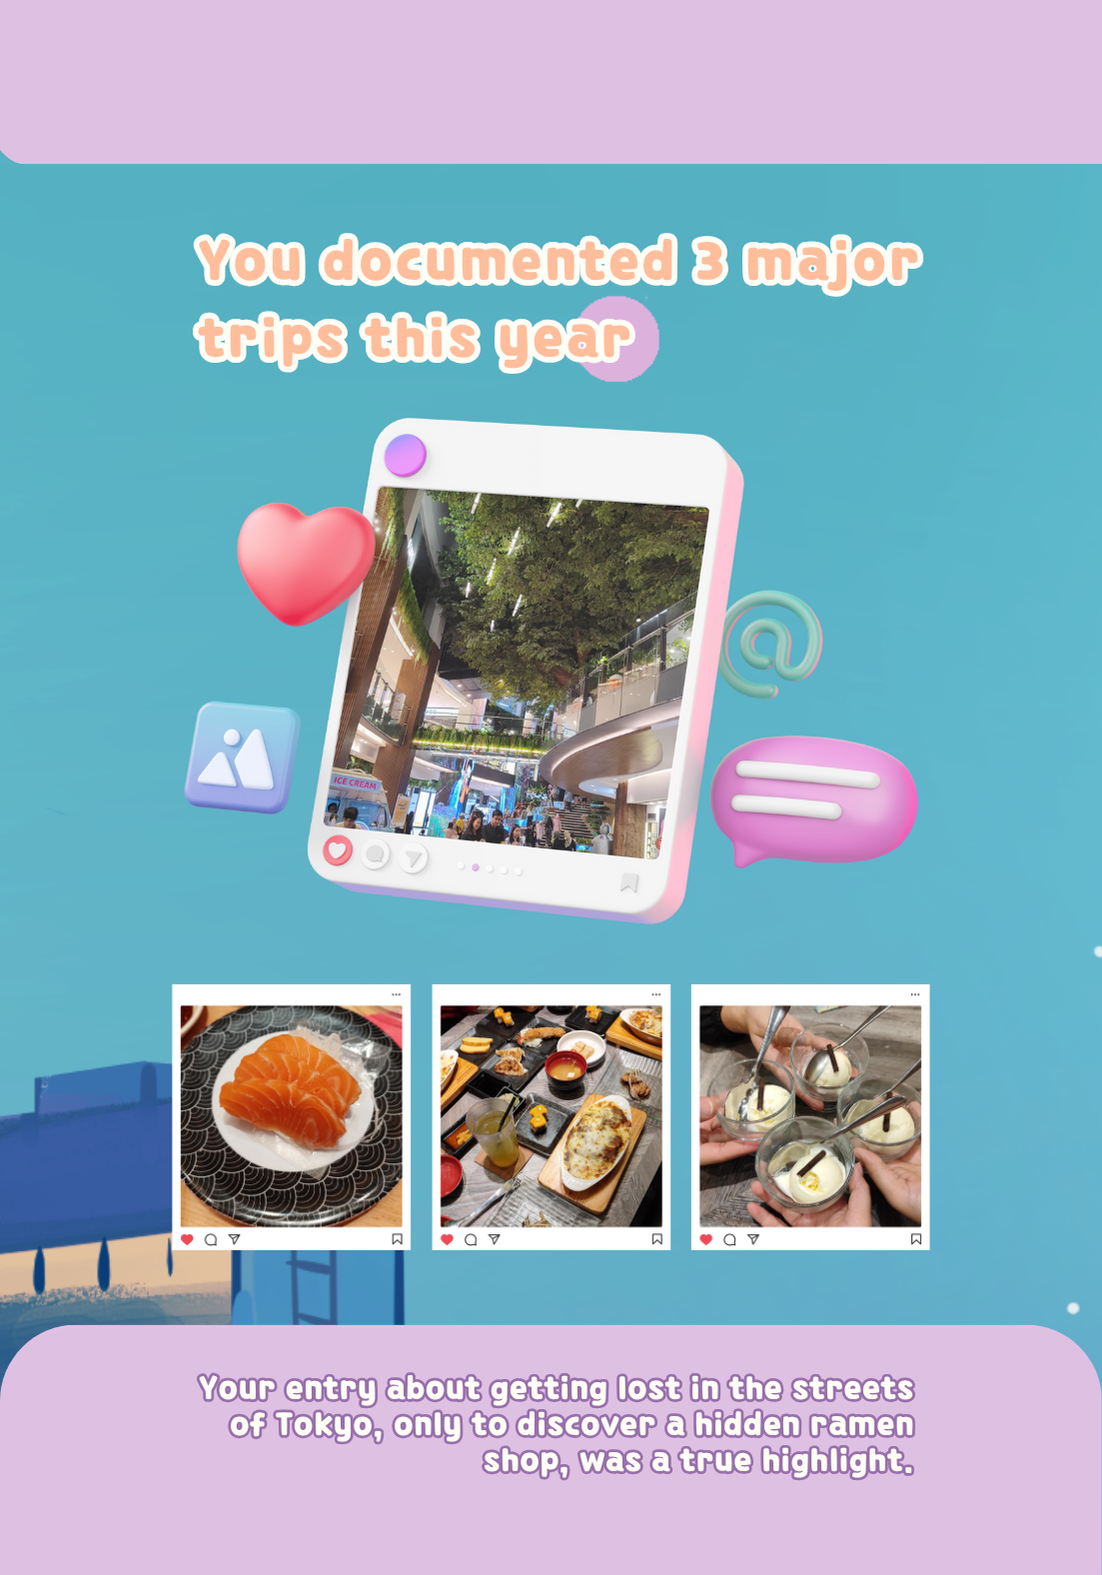 You documented 3 major
trips this year
ICE CREAM
Your entry about getting lost in the streets
of Tokyo, only to discover a hidden ramen
shop, was a true highlight.